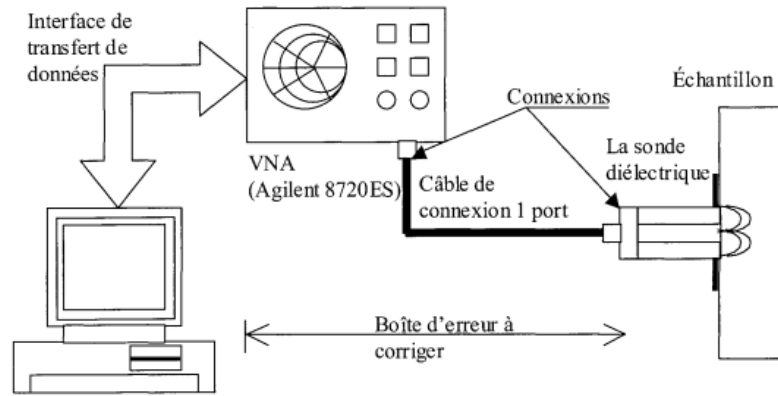 Interface de
transfert de
données
VNA
(Agilent 8720ES)
Câble de
connexion 1 port
Connexions
Échantillon
La sonde
diélectrique
Boîte d'erreur à
corriger